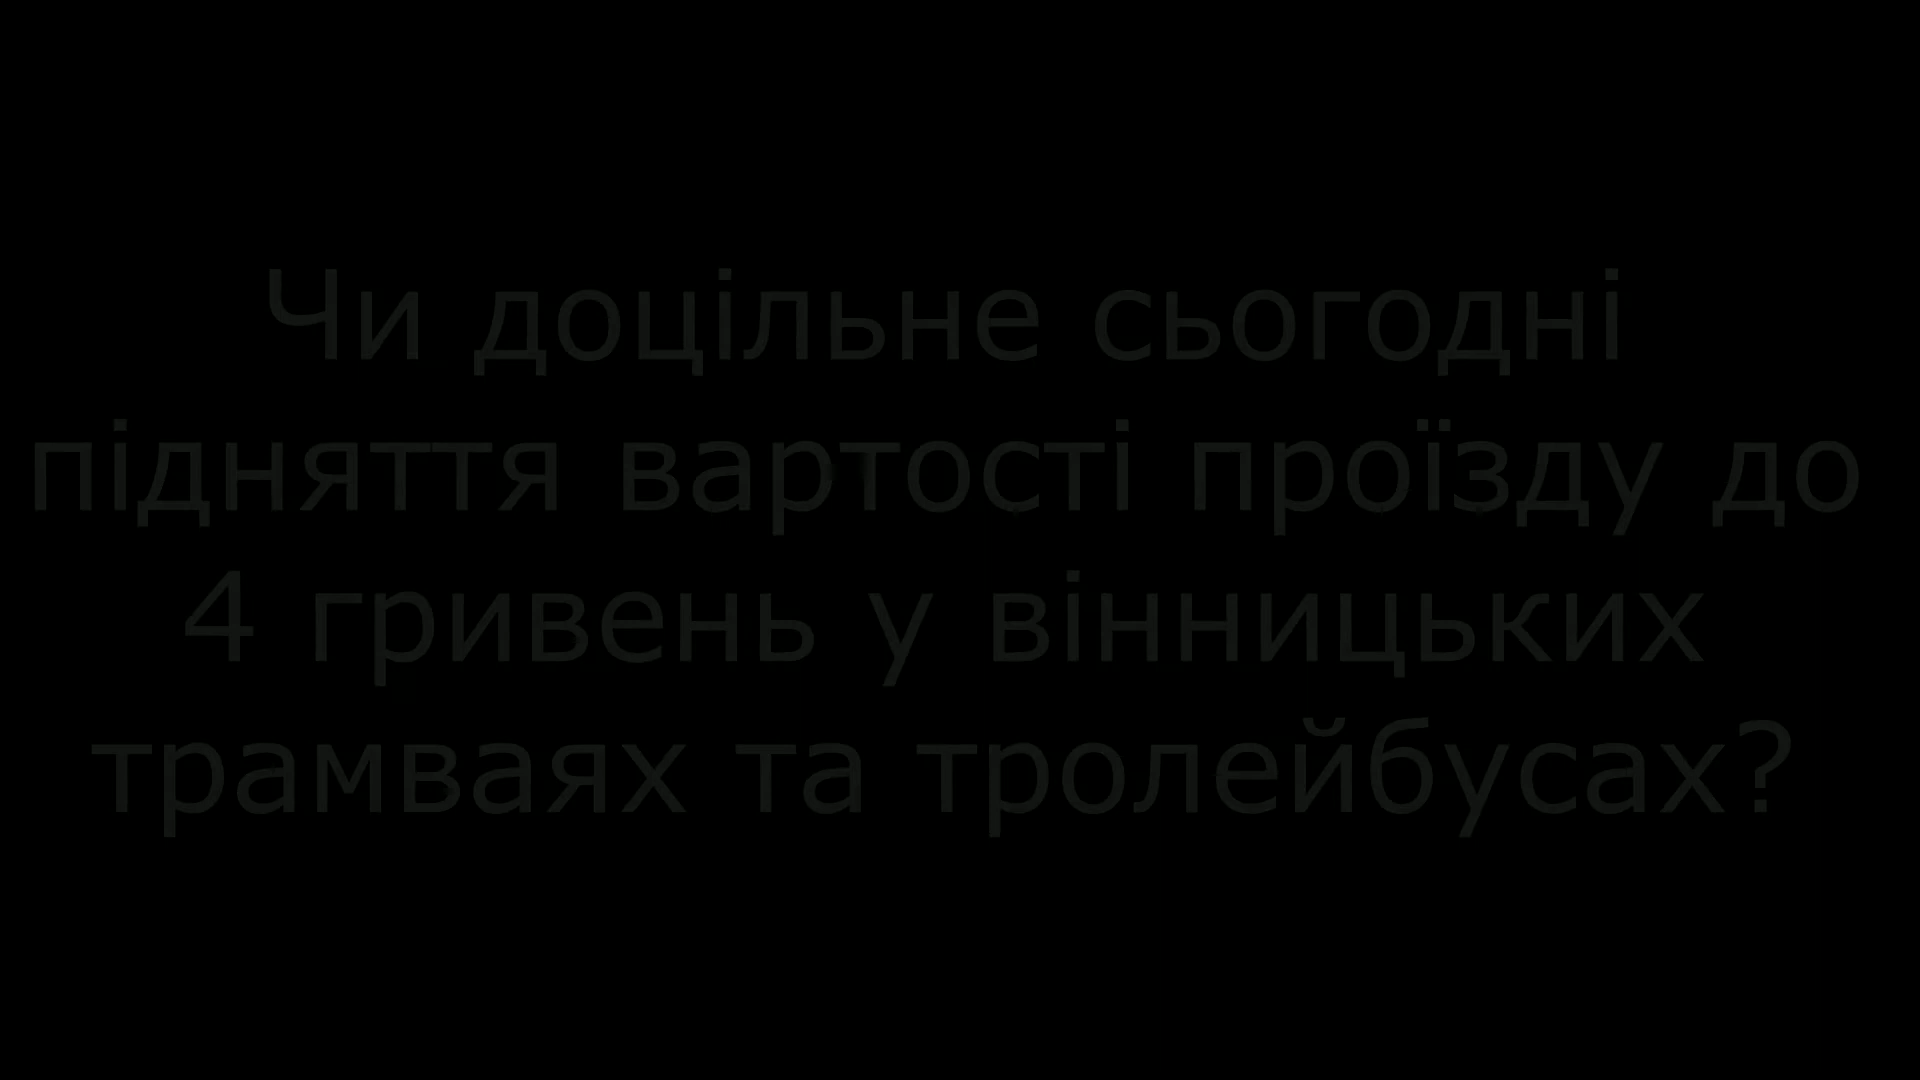 Чи доцільне сьогодні
підняття вартості проїзду до
4 гривень у вінницьких
трамваях та тролейбусах?